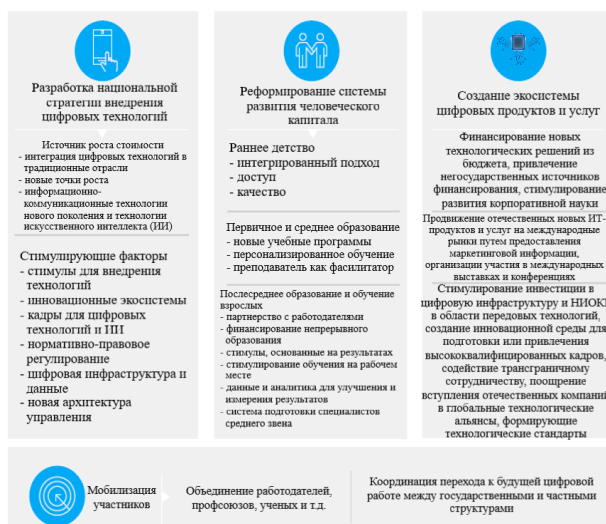 Разработка национальной
стратегии внедрения
цифровых технологий
Источник роста стоимости
- интеграция цифровых технологий в
традиционные отрасли
- новые точки роста
- информационно-
коммуникационные технологии
нового поколения и технологии
искусственного интеллекта (ИИ)
Стимулирующие факторы
- стимулы для внедрения
технологий
- инновационные экосистемы
- кадры для цифровых
технологий и ИИ
- нормативно-правовое
регулирование
- цифровая инфраструктура и
данные
- новая архитектура
управления
Реформирование системы
развития человеческого
капитала
Раннее детство
- интегрированный подход
- доступ
- качество
Первичное и среднее образование
- новые учебные программы
- персонализированное обучение
- преподаватель как фасилитатор
Послесреднее образование и обучение
взрослых
- партнерство с работодателями
- финансирование непрерывного
образования
- стимулы, основанные на результатах
- стимулирование обучения на рабочем
месте
- данные и аналитика для улучшения и
измерения результатов
- система подготовки специалистов
среднего звена
Создание экосистемы
цифровых продуктов и услуг
Финансирование новых
технологических решений из
бюджета, привлечение
негосударственных источников
финансирования, стимулирование
развития корпоративной науки
Продвижение отечественных новых ИТ-
продуктов и услуг на международные
рынки путем предоставления
маркетинговой информации,
организации участия в международных
выставках и конференциях
Стимулирование инвестиции в
цифровую инфраструктуру и НИОКР
в области передовых технологий,
создание инновационной среды для
подготовки или привлечения
высококвалифицированных кадров,
содействие трансграничному
сотрудничеству, поощрение
вступления отечественных компаний
в глобальные технологические
альянсы, формирующие
технологические стандарты
Мобилизация
участников
Объединение работодателей,
профсоюзов, ученых и т.д.
Координация перехода к будущей цифровой
работе между государственными и частными
структурами